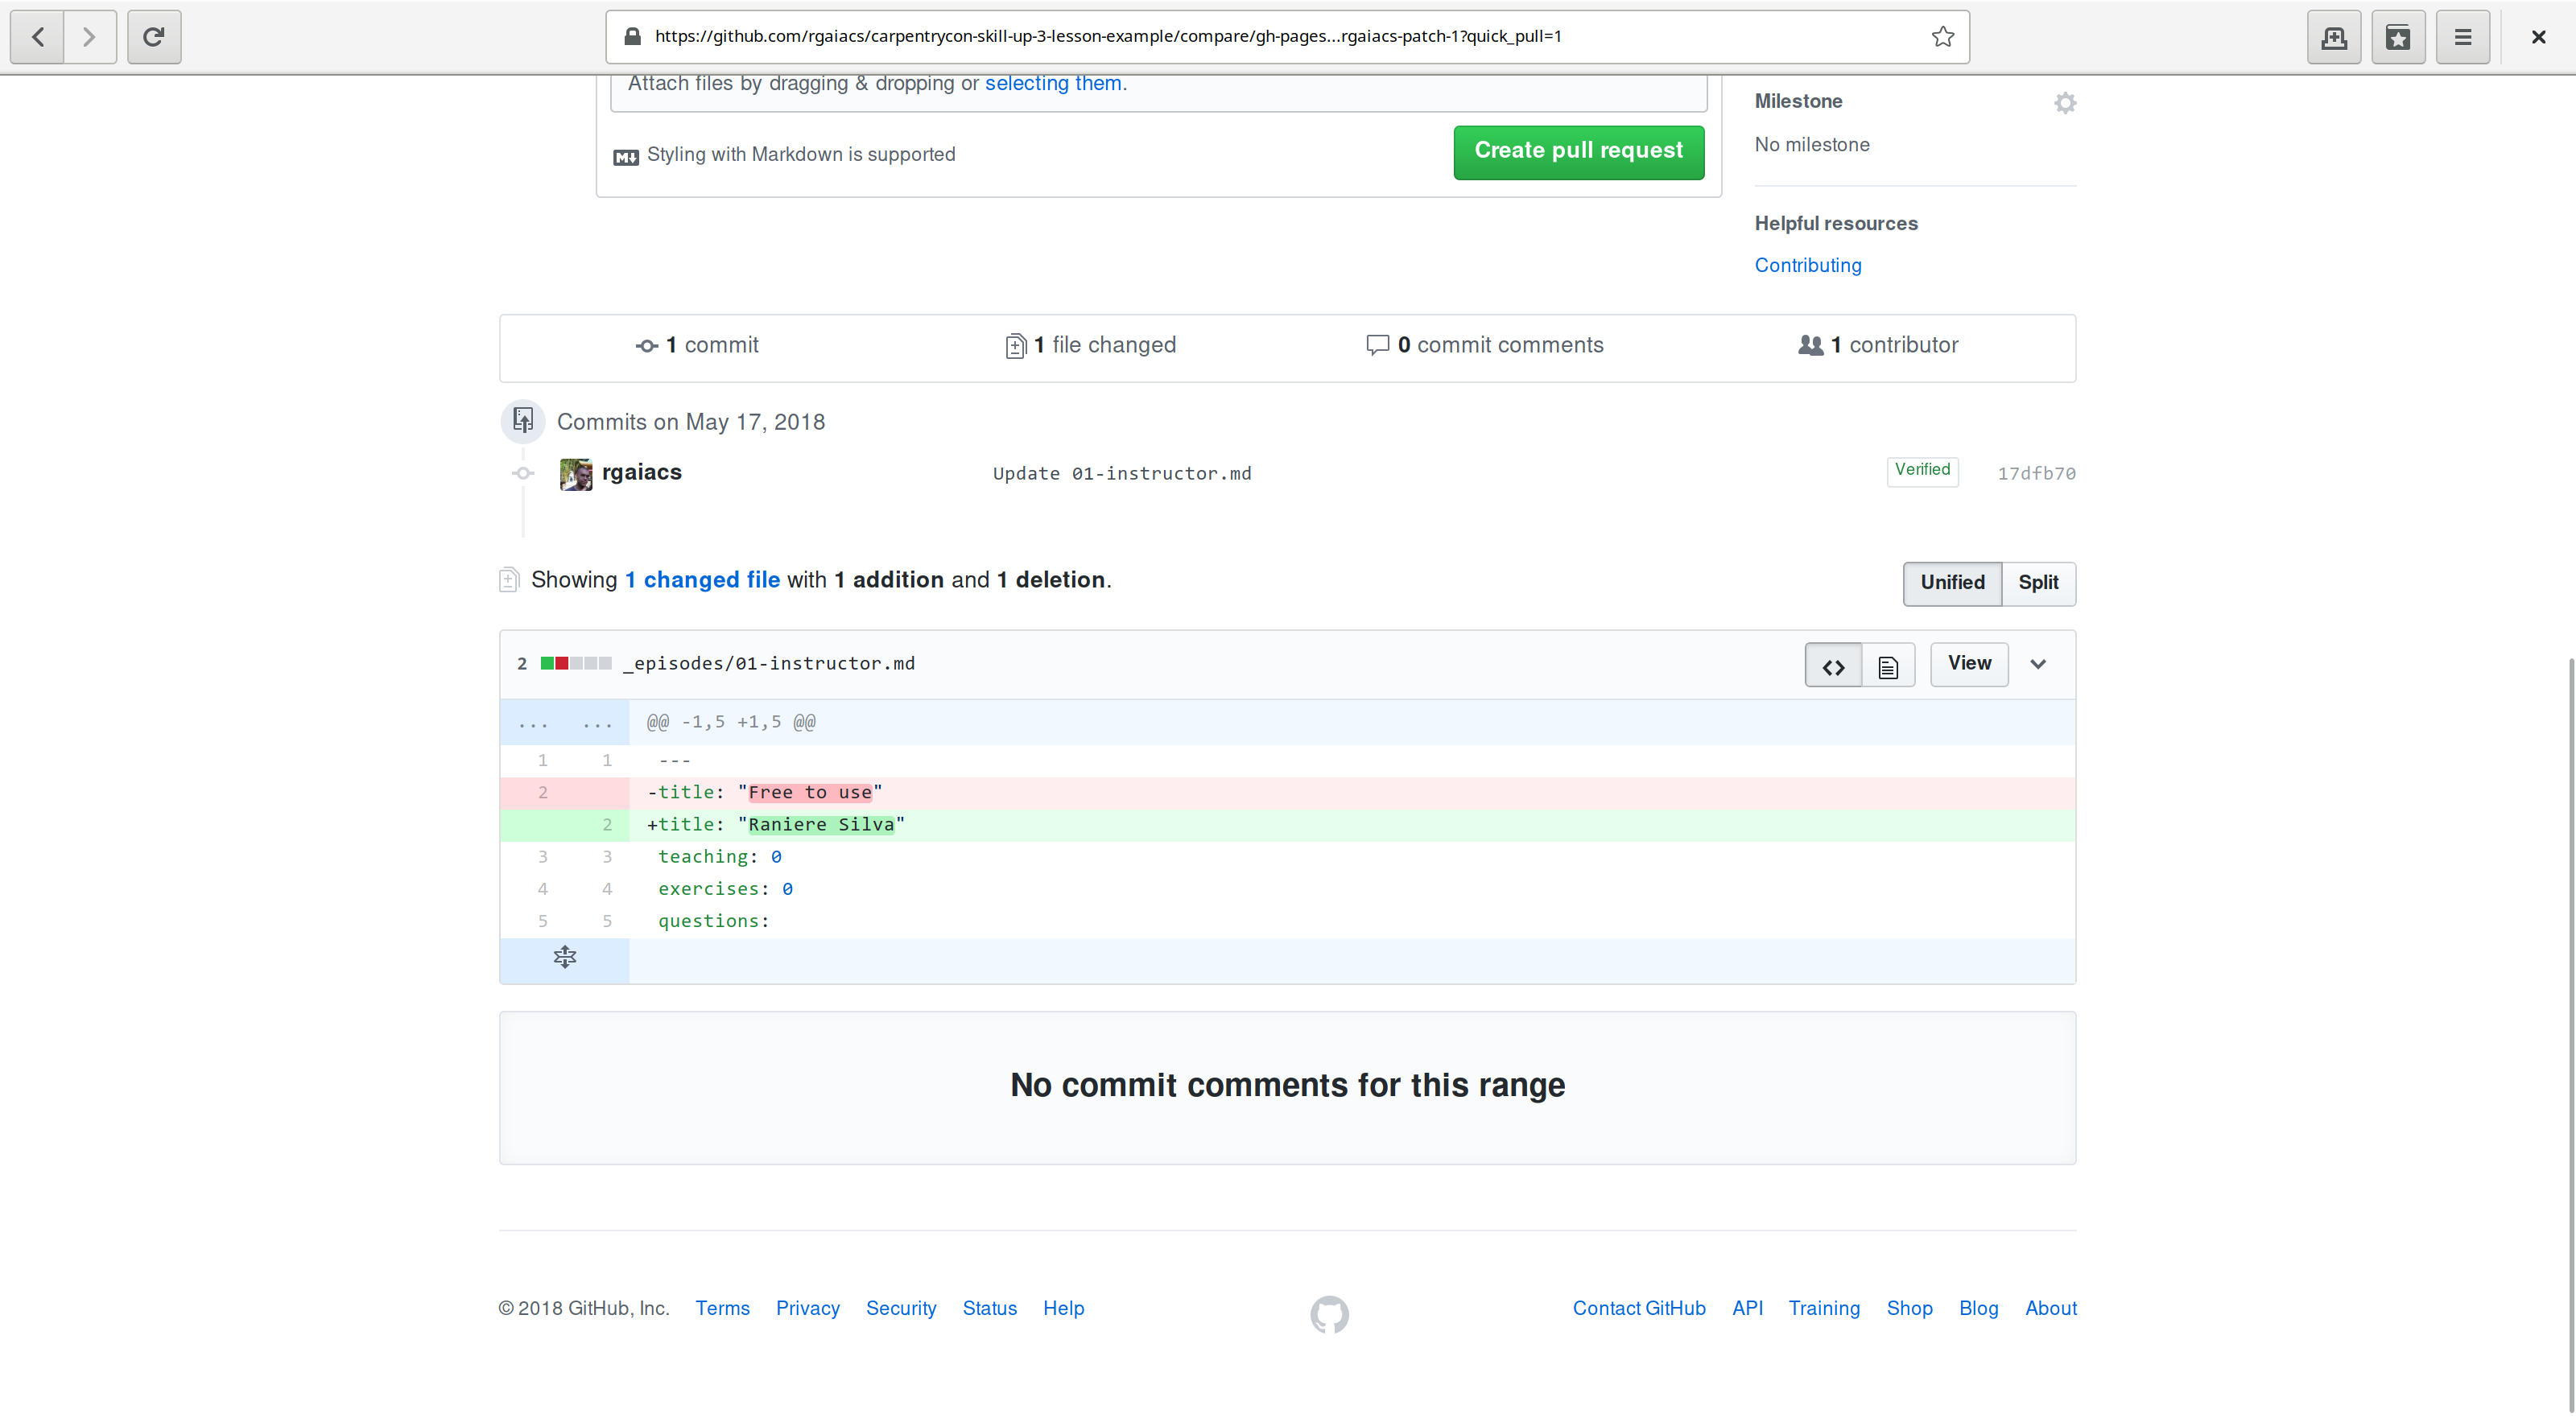 https://github.com/rgaiacs/carpentrycon-skill-up-3-lesson-example/compare/gh-pages...rgaiacs-patch-1?quick_pull=1
Attach files by dragging & dropping or selecting them.
Styling with Markdown is supported
Create pull request
Milestone
No milestone
Helpful resources
Contributing
1 commit
1 file changed
0 commit comments
1 contributor
Commits on May 17, 2018
rgaiacs
Update 01-instructor.md
Verified
17dfb70
Showing 1 changed file with 1 addition and 1 deletion.
Unified
Split
2
_episodes/01-instructor.md
View
... ... @@ -1,5 +1,5 @@
1 1 ---
2 -title: "Free to use"
2 +title: "Raniere Silva"
3 3 teaching: 0
4 4 exercises: 0
5 5 questions:
No commit comments for this range
© 2018 GitHub, Inc. Terms Privacy Security Status Help
Contact GitHub API Training Shop Blog About